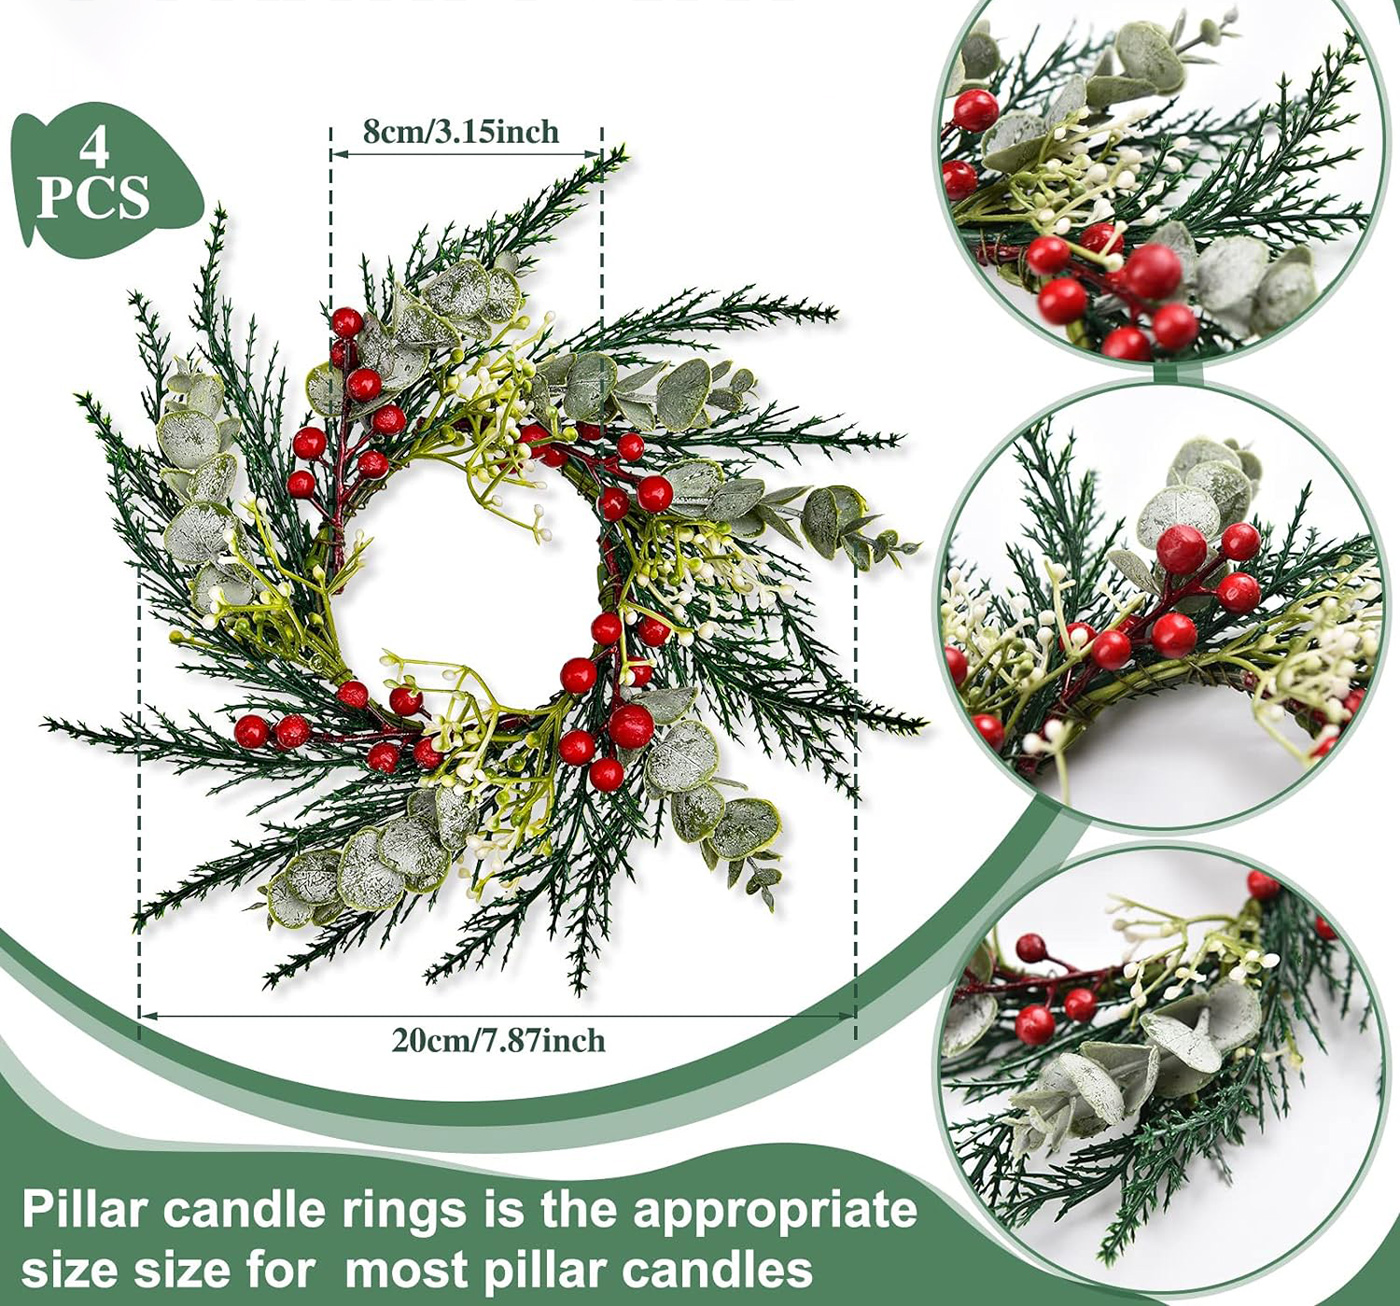 4
PCS
8cm/3.15inch
20cm/7.87inch
Pillar candle rings is the appropriate
size size for  most pillar candles